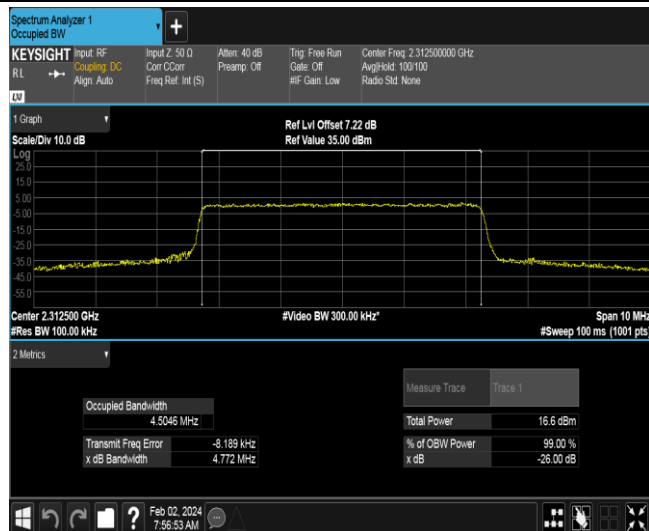 Spectrum Analyzer 1
Occupied BW
+
KEYSIGHT
RL
LXI
Input: RF
Coupling: DC
Align: Auto
Input Z: 50 Ω
Corr CCorr
Freq Ref: Int (S)
Atten: 40 dB
Preamp: Off
Trig: Free Run
Gate: Off
#IF Gain: Low
Center Freq: 2.312500000 GHz
Avg|Hold: 100/100
Radio Std: None
1 Graph
Scale/Div 10.0 dB
Ref Lvl Offset 7.22 dB
Ref Value 35.00 dBm
Log
25.0
15.0
5.00
-5.00
-15.0
-25.0
-35.0
-45.0
-55.0
Center 2.312500 GHz
#Res BW 100.00 kHz
#Video BW 300.00 kHz*
Span 10 MHz
#Sweep 100 ms (1001 pts)
2 Metrics
Measure Trace Trace 1
Occupied Bandwidth
4.5046 MHz
Total Power 16.6 dBm
Transmit Freq Error -8.189 kHz
% of OBW Power 99.00 %
x dB Bandwidth 4.772 MHz
x dB -26.00 dB
?
Feb 02, 2024
7:56:53 AM